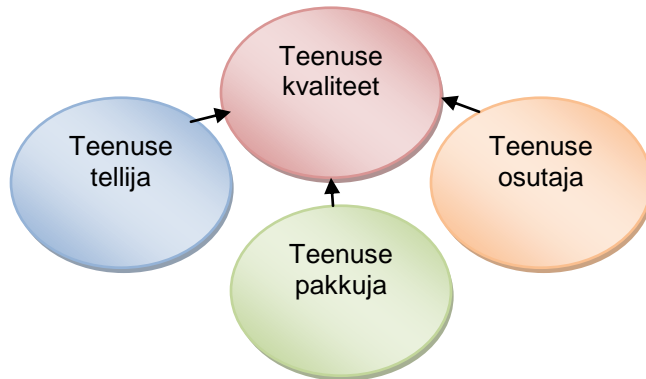 Teenuse
kvaliteet
Teenuse
tellija
Teenuse
osutaja
Teenuse
pakkuja